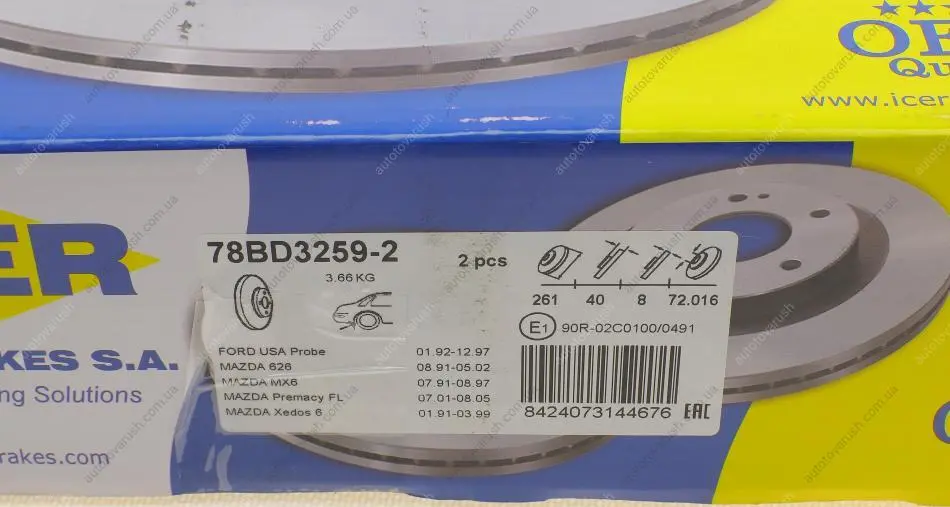 OE
Qu
www.icer
ER
KES S.A.
ng Solutions
rakes.com
78BD3259-2
2 pcs
3.66 KG
261 40 8 72.016
E1 90R-02C0100/0491
FORD USA Probe 01.92-12.97
MAZDA 626 08.91-05.02
MAZDA MX6 07.91-08.97
MAZDA Premacy FL 07.01-08.05
MAZDA Xedos 6 01.91-03.99
8424073144676 EAC
autotovarush.com.ua